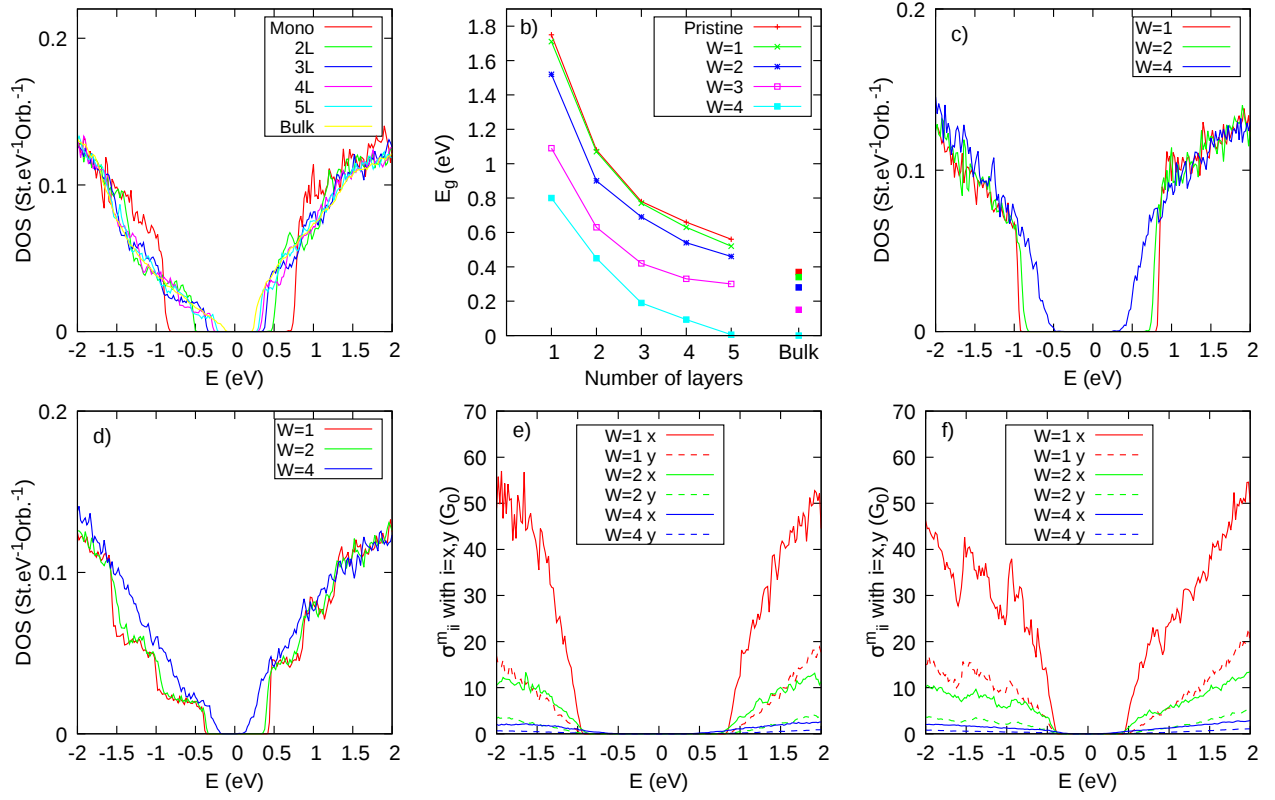 0.2
0.1
0
DOS (St.eV-1Orb.-1)
Mono
2L
3L
4L
5L
Bulk
-2 -1.5 -1 -0.5 0 0.5 1 1.5 2
E (eV)
b)
1.8
1.6
1.4
1.2
1.0
0.8
0.6
0.4
0.2
0
Eg (eV)
Pristine
W=1
W=2
W=3
W=4
1 2 3 4 5 Bulk
Number of layers
c)
0.2
0.1
0
DOS (St.eV-1Orb.-1)
W=1
W=2
W=4
-2 -1.5 -1 -0.5 0 0.5 1 1.5 2
E (eV)
d)
0.2
0.1
0
DOS (St.eV-1Orb.-1)
W=1
W=2
W=4
-2 -1.5 -1 -0.5 0 0.5 1 1.5 2
E (eV)
e)
70
60
50
40
30
20
10
0
σmii with i=x,y (G0)
W=1 x
W=1 y
W=2 x
W=2 y
W=4 x
W=4 y
-2 -1.5 -1 -0.5 0 0.5 1 1.5 2
E (eV)
f)
70
60
50
40
30
20
10
0
σmii with i=x,y (G0)
W=1 x
W=1 y
W=2 x
W=2 y
W=4 x
W=4 y
-2 -1.5 -1 -0.5 0 0.5 1 1.5 2
E (eV)